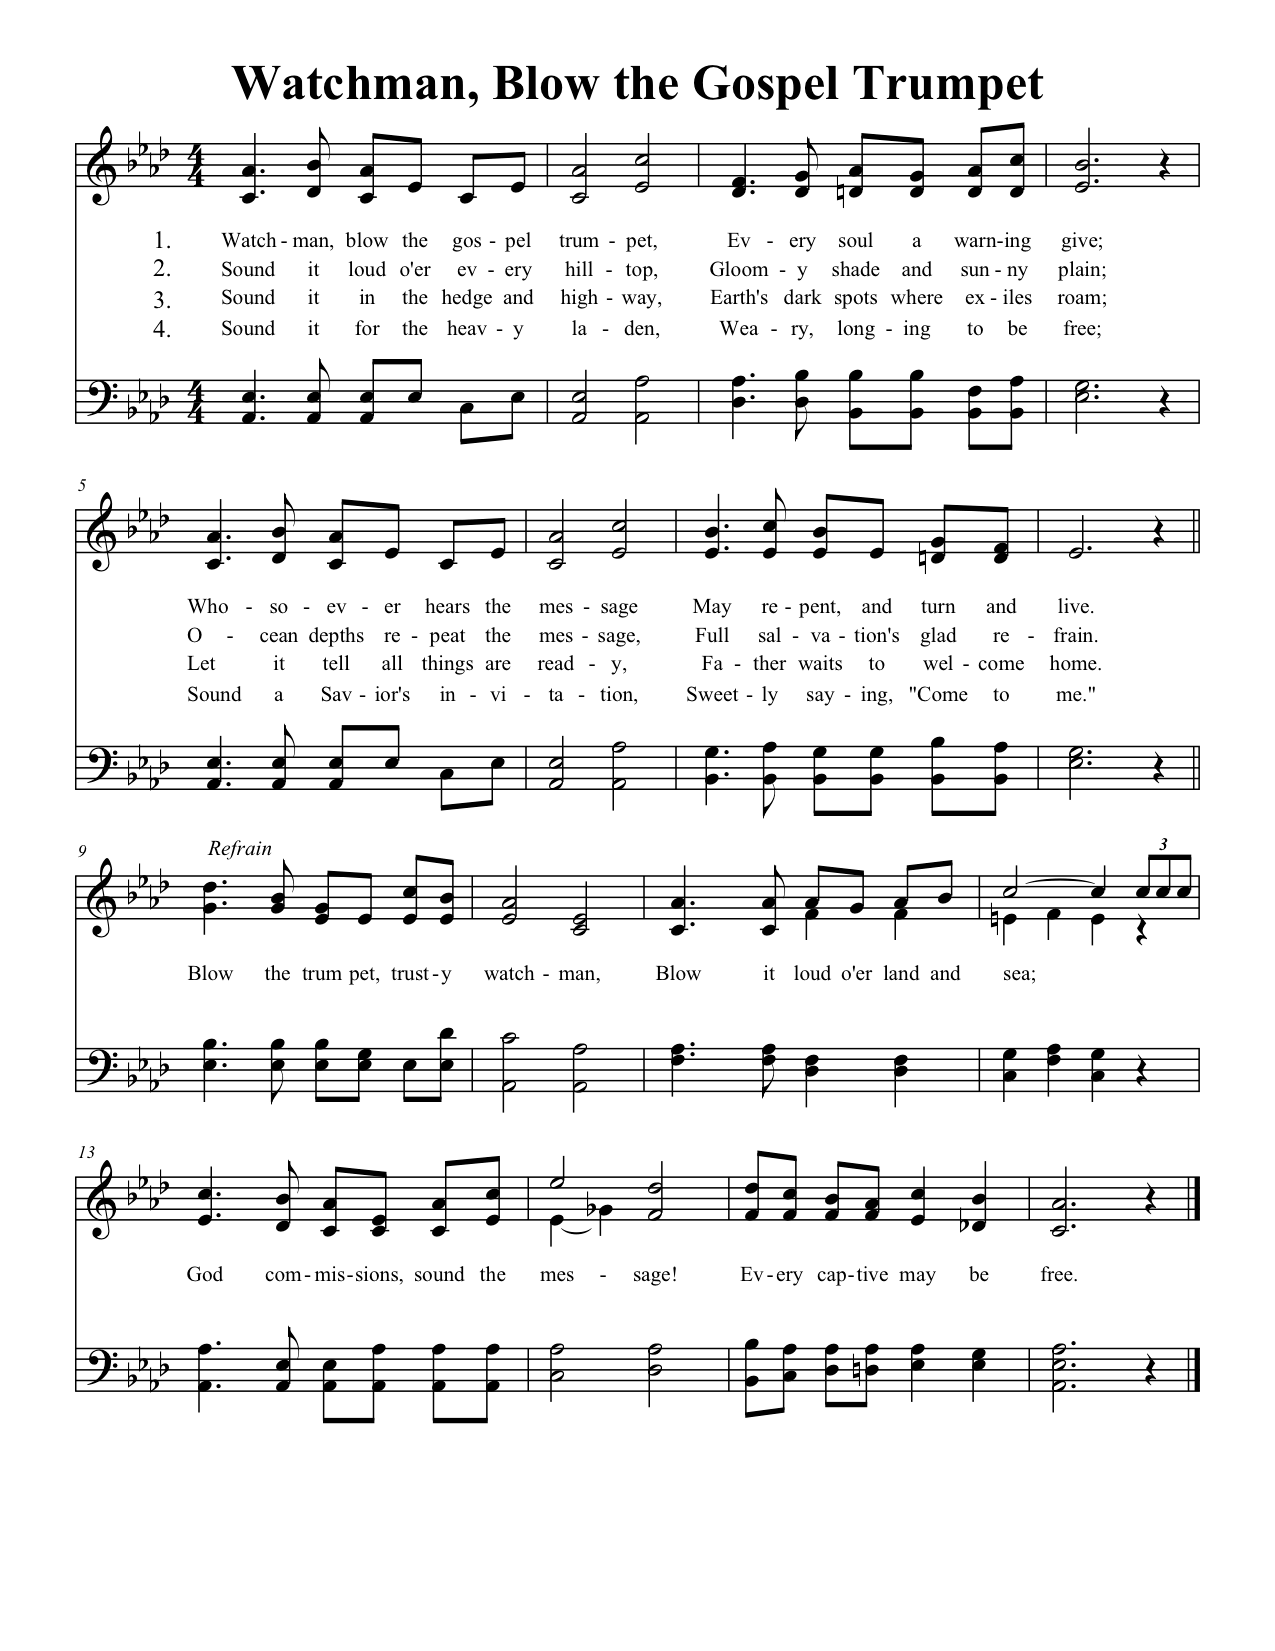 Watchman, Blow the Gospel Trumpet
4
4
1. Watch - man, blow the gos - pel trum - pet, Ev - ery soul a warn-ing give;
2. Sound it loud o'er ev - ery hill - top, Gloom - y shade and sun - ny plain;
3. Sound it in the hedge and high - way, Earth's dark spots where ex - iles roam;
4. Sound it for the heav - y la - den, Wea - ry, long - ing to be free;
4
4
5
Who - so - ev - er hears the mes - sage May re - pent, and turn and live.
O - cean depths re - peat the mes - sage, Full sal - va - tion's glad re - frain.
Let it tell all things are read - y, Fa - ther waits to wel - come home.
Sound a Sav - ior's in - vi - ta - tion, Sweet - ly say - ing, "Come to me."
9
Refrain
3
Blow the trum pet, trust - y watch - man, Blow it loud o'er land and sea;
13
God com - mis - sions, sound the mes - sage! Ev - ery cap - tive may be free.